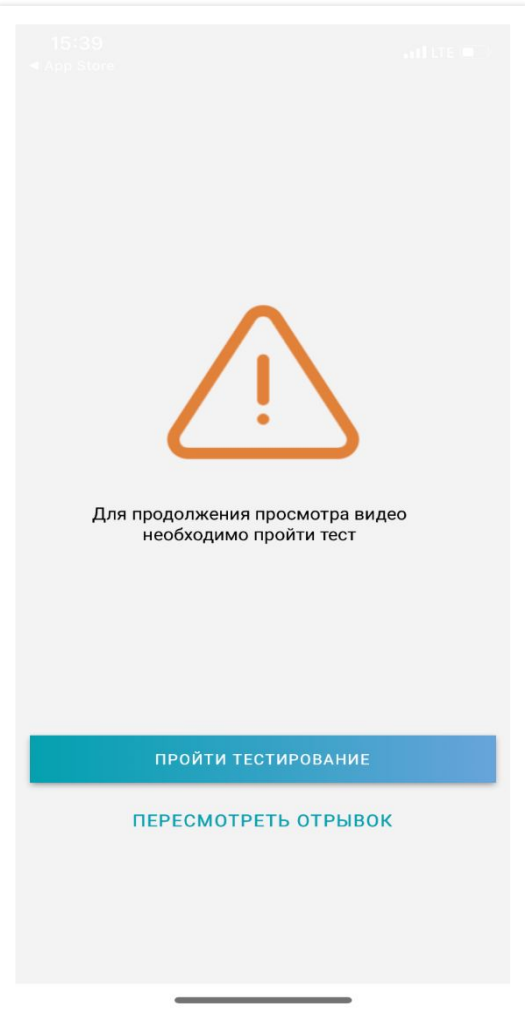 15:39
◀ App Store
LTE
Для продолжения просмотра видео
необходимо пройти тест
ПРОЙТИ ТЕСТИРОВАНИЕ
ПЕРЕСМОТРЕТЬ ОТРЫВОК